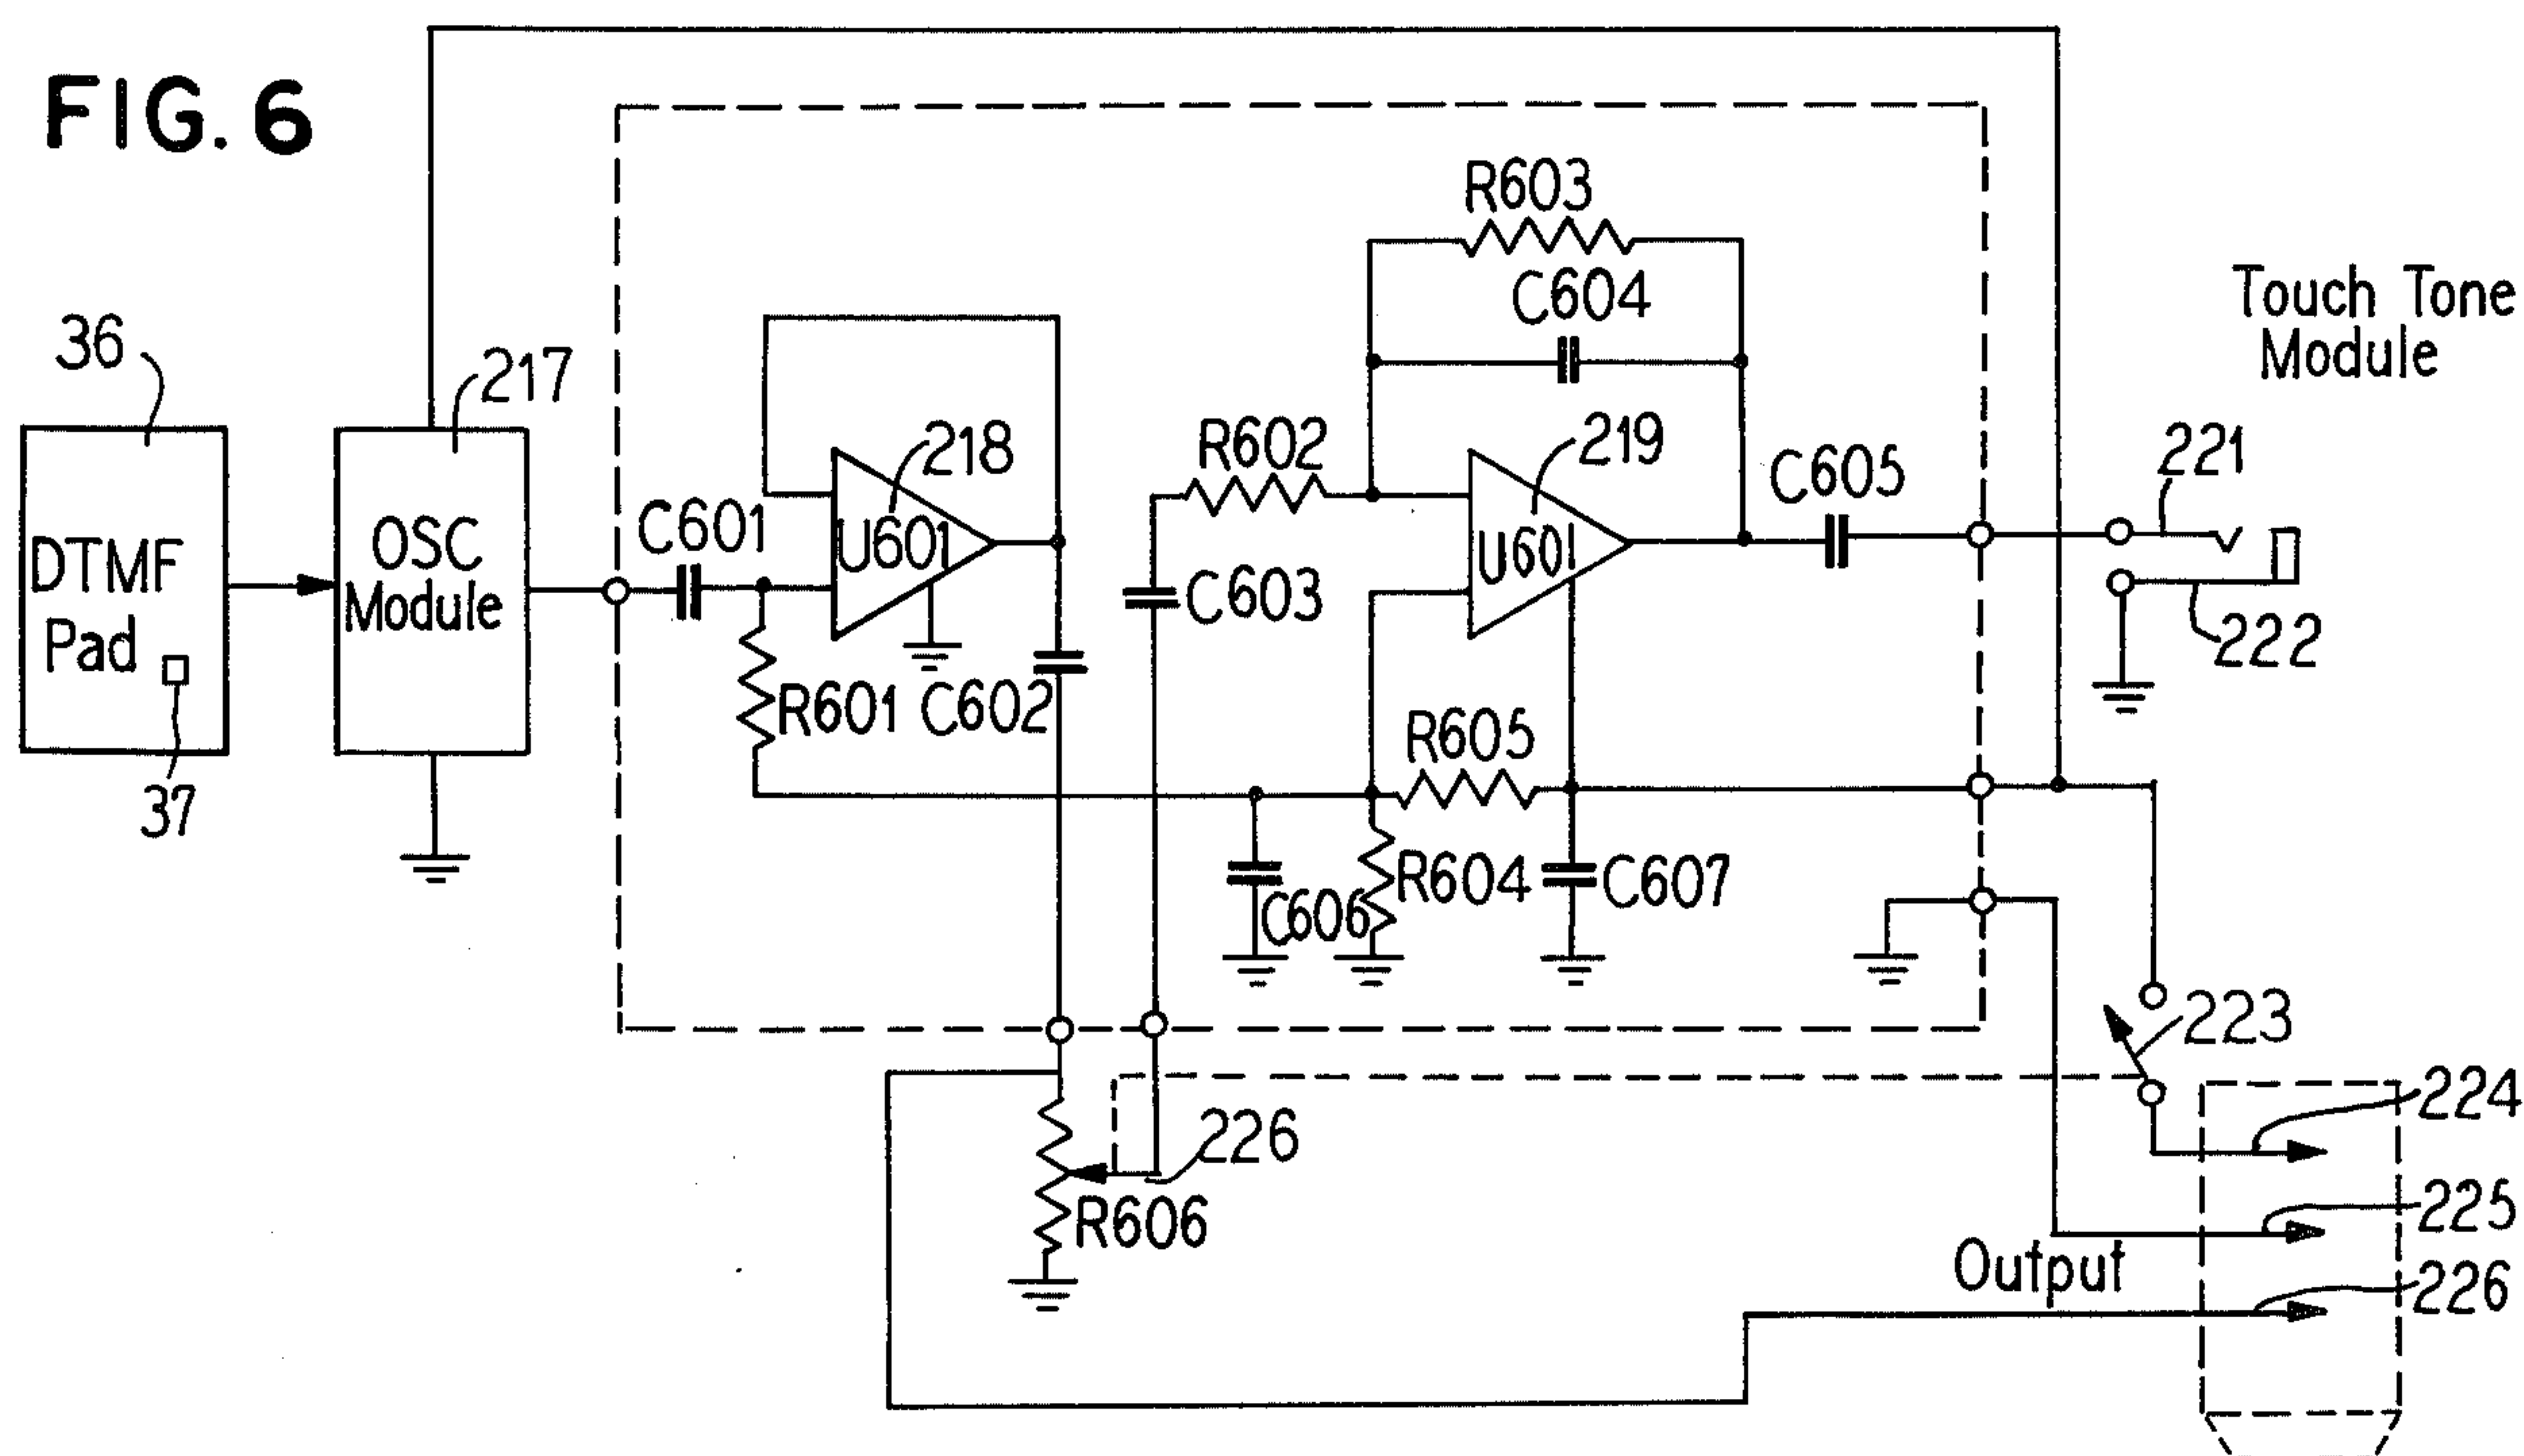 FIG. 6
R603
C604
Touch Tone
Module
36
217
218
R602
219
C605
221
C601
U601
U601
OSC
Module
DTMF
Pad
C603
222
R601
C602
R605
37
R604
C607
C606
223
224
226
R606
225
Output
226